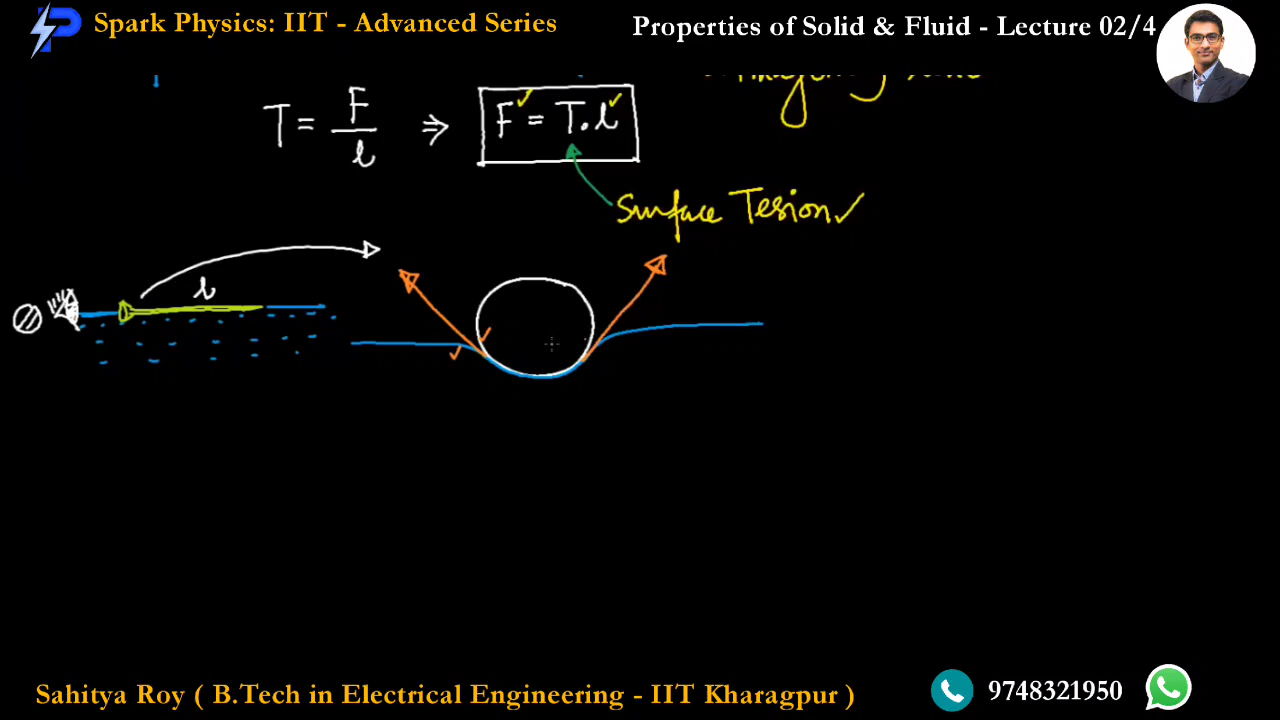 Spark Physics: IIT - Advanced Series
Properties of Solid & Fluid - Lecture 02/4
T = F/l ⇒ F = T.l
Surface Tesion
l
Sahitya Roy ( B.Tech in Electrical Engineering - IIT Kharagpur )
9748321950